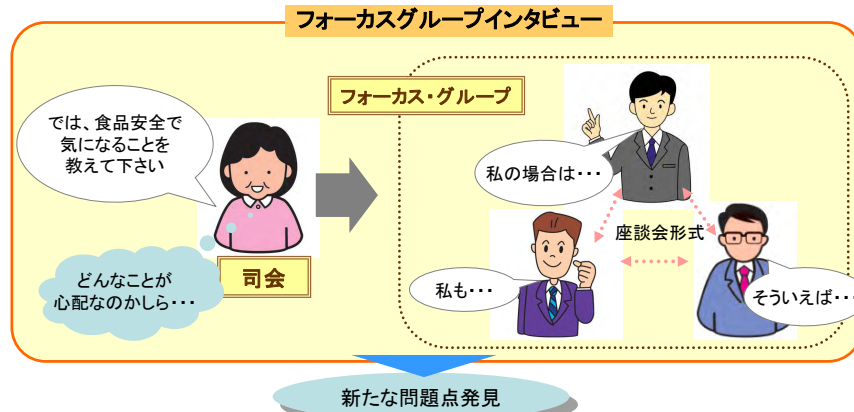 フォーカスグループインタビュー
フォーカス・グループ
では、食品安全で
気になることを
教えて下さい
私の場合は・・・
座談会形式
司会
どんなことが
心配なのかしら・・・
私も・・・
そういえば・・・
新たな問題点発見